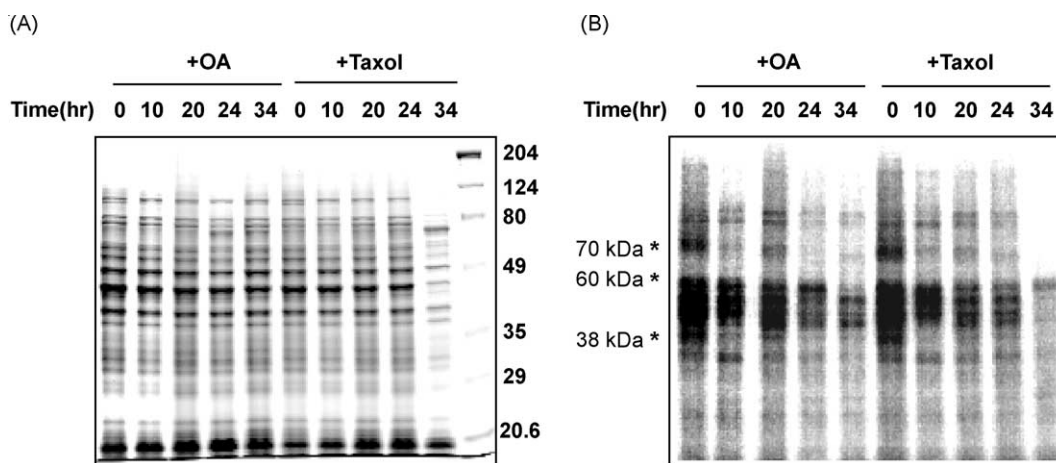 (A)
+OA +Taxol
Time(hr) 0 10 20 24 34 0 10 20 24 34
204
124
80
49
35
29
20.6
(B)
+OA +Taxol
Time(hr) 0 10 20 24 34 0 10 20 24 34
70 kDa *
60 kDa *
38 kDa *